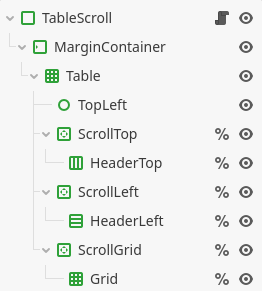 TableScroll
MarginContainer
Table
TopLeft
ScrollTop %
HeaderTop %
ScrollLeft %
HeaderLeft %
ScrollGrid %
Grid %